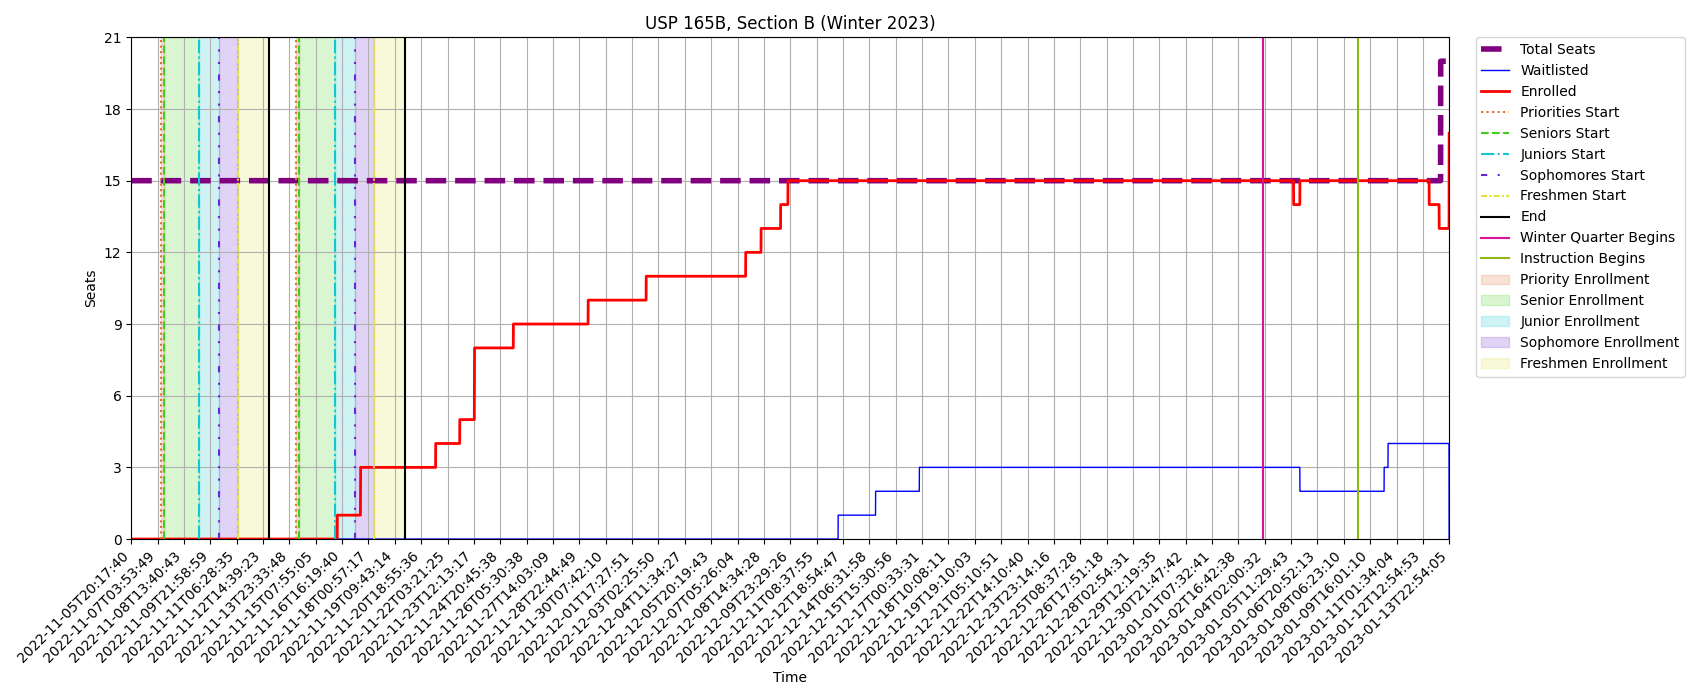 USP 165B, Section B (Winter 2023)
21
18
15
12
9
6
3
0
Seats
2022-11-05T20:17:40
2022-11-07T03:53:49
2022-11-08T13:40:43
2022-11-09T21:58:59
2022-11-11T06:28:35
2022-11-12T14:39:23
2022-11-13T23:33:48
2022-11-15T07:55:05
2022-11-16T16:19:40
2022-11-18T00:57:17
2022-11-19T09:43:14
2022-11-20T18:55:36
2022-11-22T03:21:25
2022-11-23T12:13:17
2022-11-24T20:45:38
2022-11-26T05:30:38
2022-11-27T14:03:09
2022-11-28T22:44:49
2022-11-30T07:42:10
2022-12-01T17:27:51
2022-12-03T02:25:50
2022-12-04T11:34:27
2022-12-05T20:19:43
2022-12-07T05:26:04
2022-12-08T14:34:28
2022-12-09T23:29:26
2022-12-11T08:37:55
2022-12-12T18:54:47
2022-12-14T06:31:58
2022-12-15T15:30:56
2022-12-17T00:33:31
2022-12-18T10:08:11
2022-12-19T19:10:03
2022-12-21T05:10:51
2022-12-22T14:10:40
2022-12-23T23:14:16
2022-12-25T08:37:28
2022-12-26T17:51:18
2022-12-28T02:54:31
2022-12-29T12:19:35
2022-12-30T21:47:42
2023-01-01T07:32:41
2023-01-02T16:42:38
2023-01-04T02:00:32
2023-01-05T11:29:43
2023-01-06T20:52:13
2023-01-08T06:23:10
2023-01-09T16:01:10
2023-01-11T01:34:04
2023-01-12T12:54:53
2023-01-13T22:54:05
Time
Total Seats
Waitlisted
Enrolled
Priorities Start
Seniors Start
Juniors Start
Sophomores Start
Freshmen Start
End
Winter Quarter Begins
Instruction Begins
Priority Enrollment
Senior Enrollment
Junior Enrollment
Sophomore Enrollment
Freshmen Enrollment